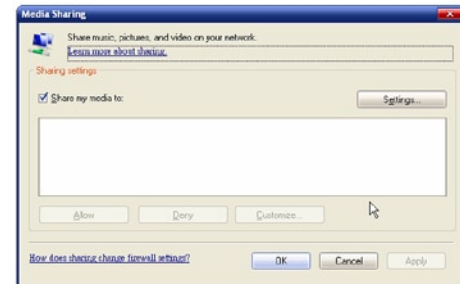 Media Sharing
Share music, pictures, and video on your network.
Learn more about sharing.
Sharing settings
Share my media to:
Settings...
Allow Deny Customize...
How does sharing change firewall settings?
OK Cancel Apply